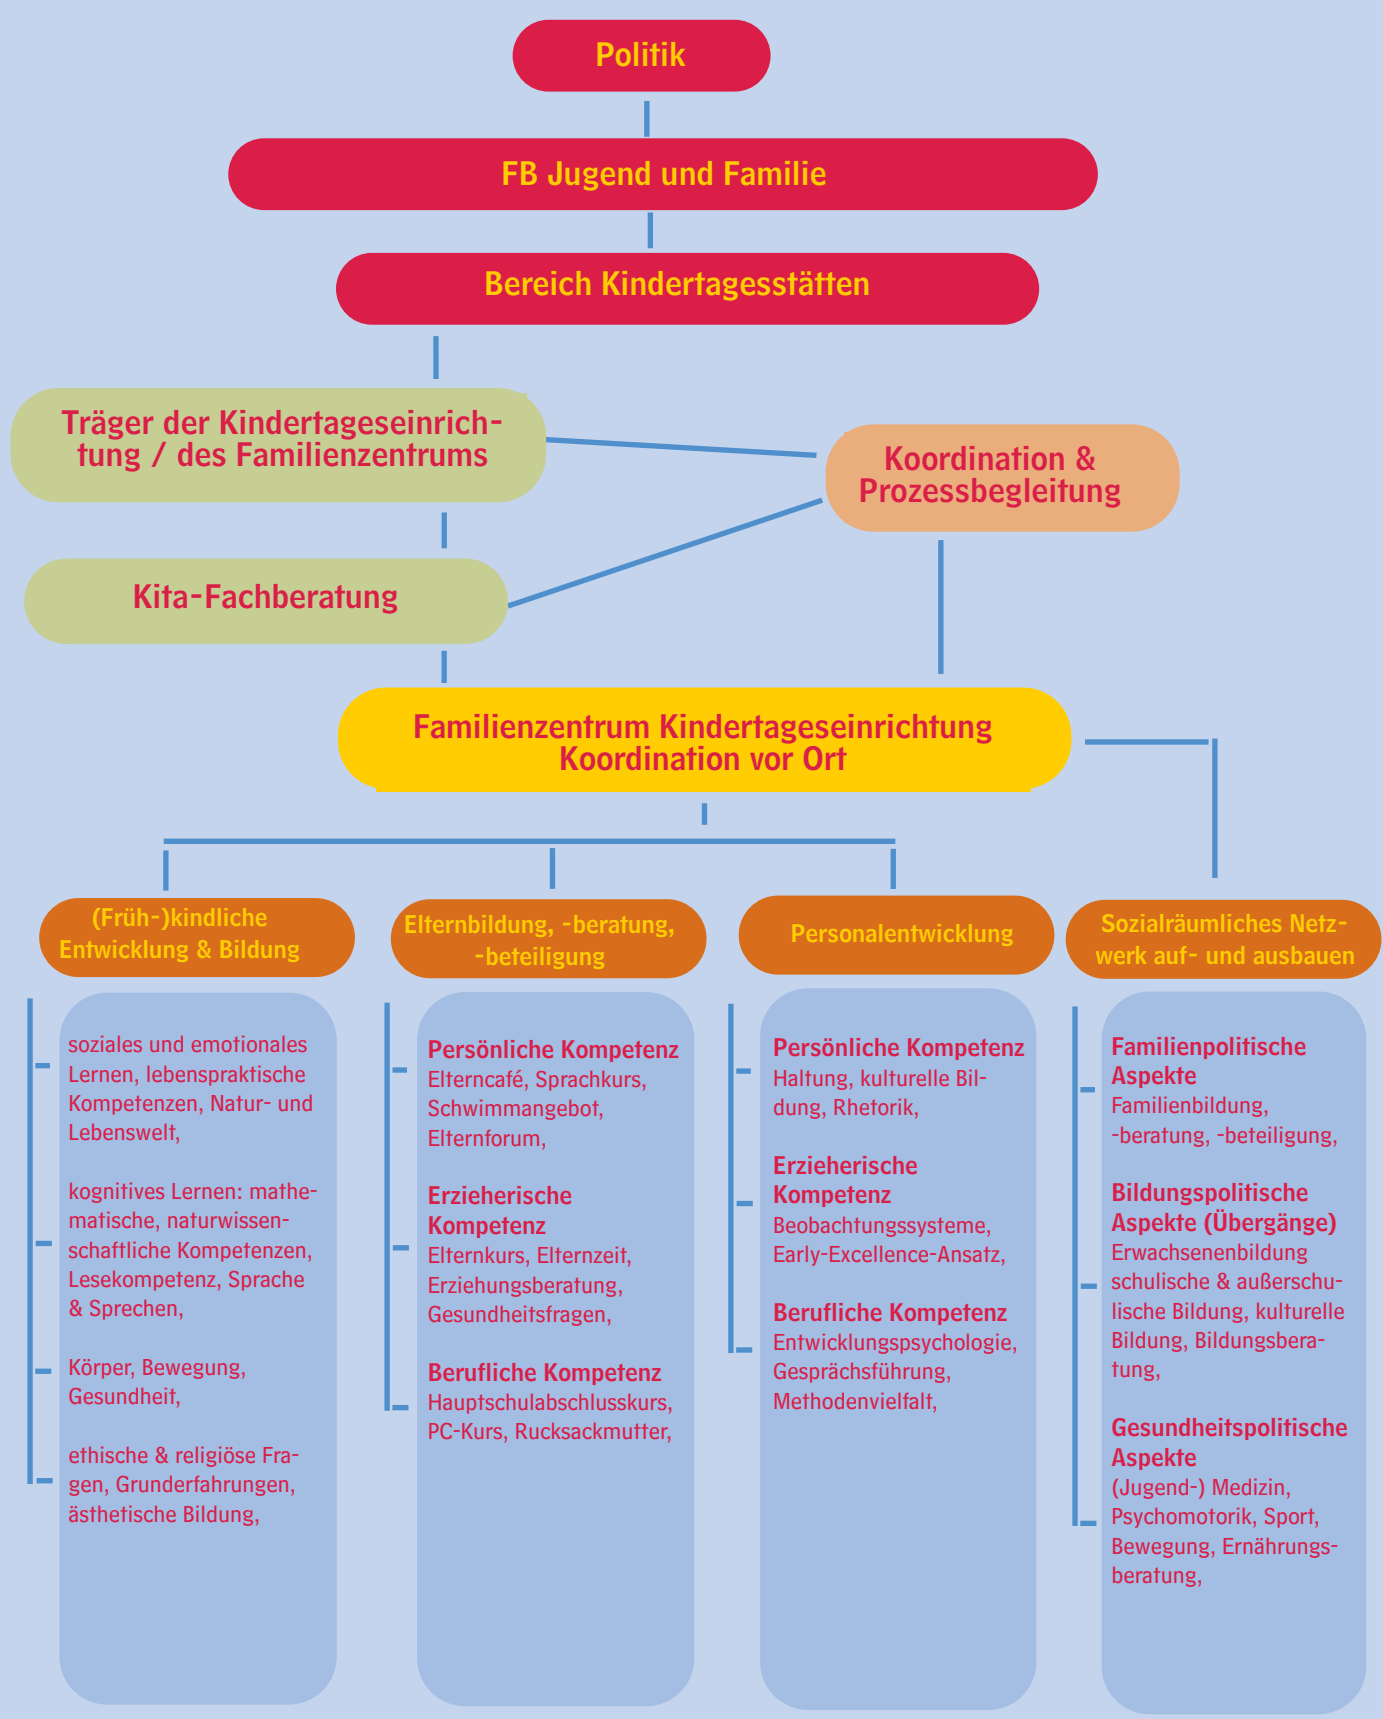 Politik
FB Jugend und Familie
Bereich Kindertagesstätten
Träger der Kindertageseinrich-
tung / des Familienzentrums
Koordination &
Prozessbegleitung
Kita-Fachberatung
Familienzentrum Kindertageseinrichtung
Koordination vor Ort
(Früh-)kindliche
Entwicklung & Bildung
soziales und emotionales
Lernen, lebenspraktische
Kompetenzen, Natur- und
Lebenswelt,
kognitives Lernen: mathe-
matische, naturwissen-
schaftliche Kompetenzen,
Lesekompetenz, Sprache
& Sprechen,
Körper, Bewegung,
Gesundheit,
ethische & religiöse Fra-
gen, Grunderfahrungen,
ästhetische Bildung,
Elternbildung, -beratung,
-beteiligung
Persönliche Kompetenz
Elterncafé, Sprachkurs,
Schwimmangebot,
Elternforum,
Erzieherische
Kompetenz
Elternkurs, Elternzeit,
Erziehungsberatung,
Gesundheitsfragen,
Berufliche Kompetenz
Hauptschulabschlusskurs,
PC-Kurs, Rucksackmutter,
Personalentwicklung
Persönliche Kompetenz
Haltung, kulturelle Bil-
dung, Rhetorik,
Erzieherische
Kompetenz
Beobachtungssysteme,
Early-Excellence-Ansatz,
Berufliche Kompetenz
Entwicklungspsychologie,
Gesprächsführung,
Methodenvielfalt,
Sozialräumliches Netz-
werk auf- und ausbauen
Familienpolitische
Aspekte
Familienbildung,
-beratung, -beteiligung,
Bildungspolitische
Aspekte (Übergänge)
Erwachsenenbildung
schulische & außerschu-
lische Bildung, kulturelle
Bildung, Bildungsbera-
tung,
Gesundheitspolitische
Aspekte
(Jugend-) Medizin,
Psychomotorik, Sport,
Bewegung, Ernährungs-
beratung,